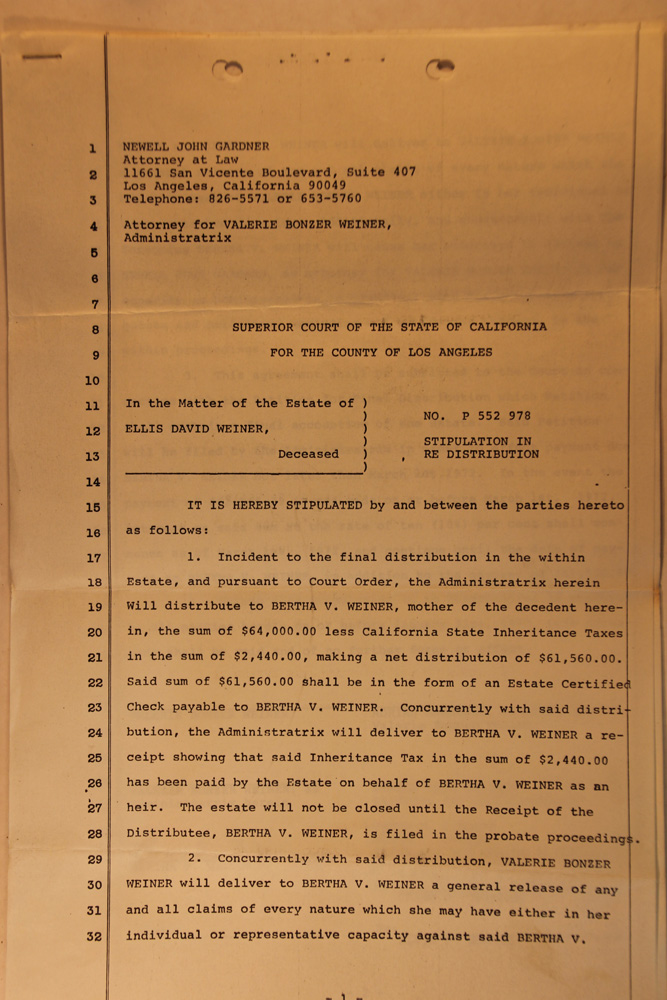 1 NEWELL JOHN GARDNER
Attorney at Law
2 11661 San Vicente Boulevard, Suite 407
Los Angeles, California 90049
3 Telephone: 826-5571 or 653-5760
4 Attorney for VALERIE BONZER WEINER,
Administratrix
5
6
7
8 SUPERIOR COURT OF THE STATE OF CALIFORNIA
9 FOR THE COUNTY OF LOS ANGELES
10
11 In the Matter of the Estate of )
) NO. P 552 978
12 ELLIS DAVID WEINER, )
) STIPULATION IN
13 Deceased ) RE DISTRIBUTION
)
14
15 IT IS HEREBY STIPULATED by and between the parties hereto
16 as follows:
17 1. Incident to the final distribution in the within
18 Estate, and pursuant to Court Order, the Administratrix herein
19 Will distribute to BERTHA V. WEINER, mother of the decedent here-
20 in, the sum of $64,000.00 less California State Inheritance Taxes
21 in the sum of $2,440.00, making a net distribution of $61,560.00.
22 Said sum of $61,560.00 shall be in the form of an Estate Certified
23 Check payable to BERTHA V. WEINER. Concurrently with said distri-
24 bution, the Administratrix will deliver to BERTHA V. WEINER a re-
25 ceipt showing that said Inheritance Tax in the sum of $2,440.00
26 has been paid by the Estate on behalf of BERTHA V. WEINER as an
27 heir. The estate will not be closed until the Receipt of the
28 Distributee, BERTHA V. WEINER, is filed in the probate proceedings.
29 2. Concurrently with said distribution, VALERIE BONZER
30 WEINER will deliver to BERTHA V. WEINER a general release of any
31 and all claims of every nature which she may have either in her
32 individual or representative capacity against said BERTHA V.
- 1 -